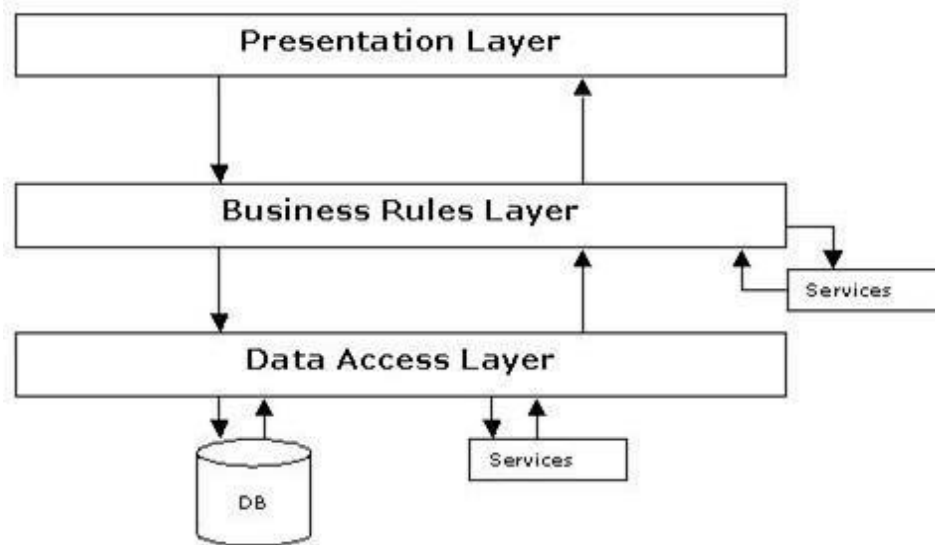 Presentation Layer
Business Rules Layer
Services
Data Access Layer
Services
DB